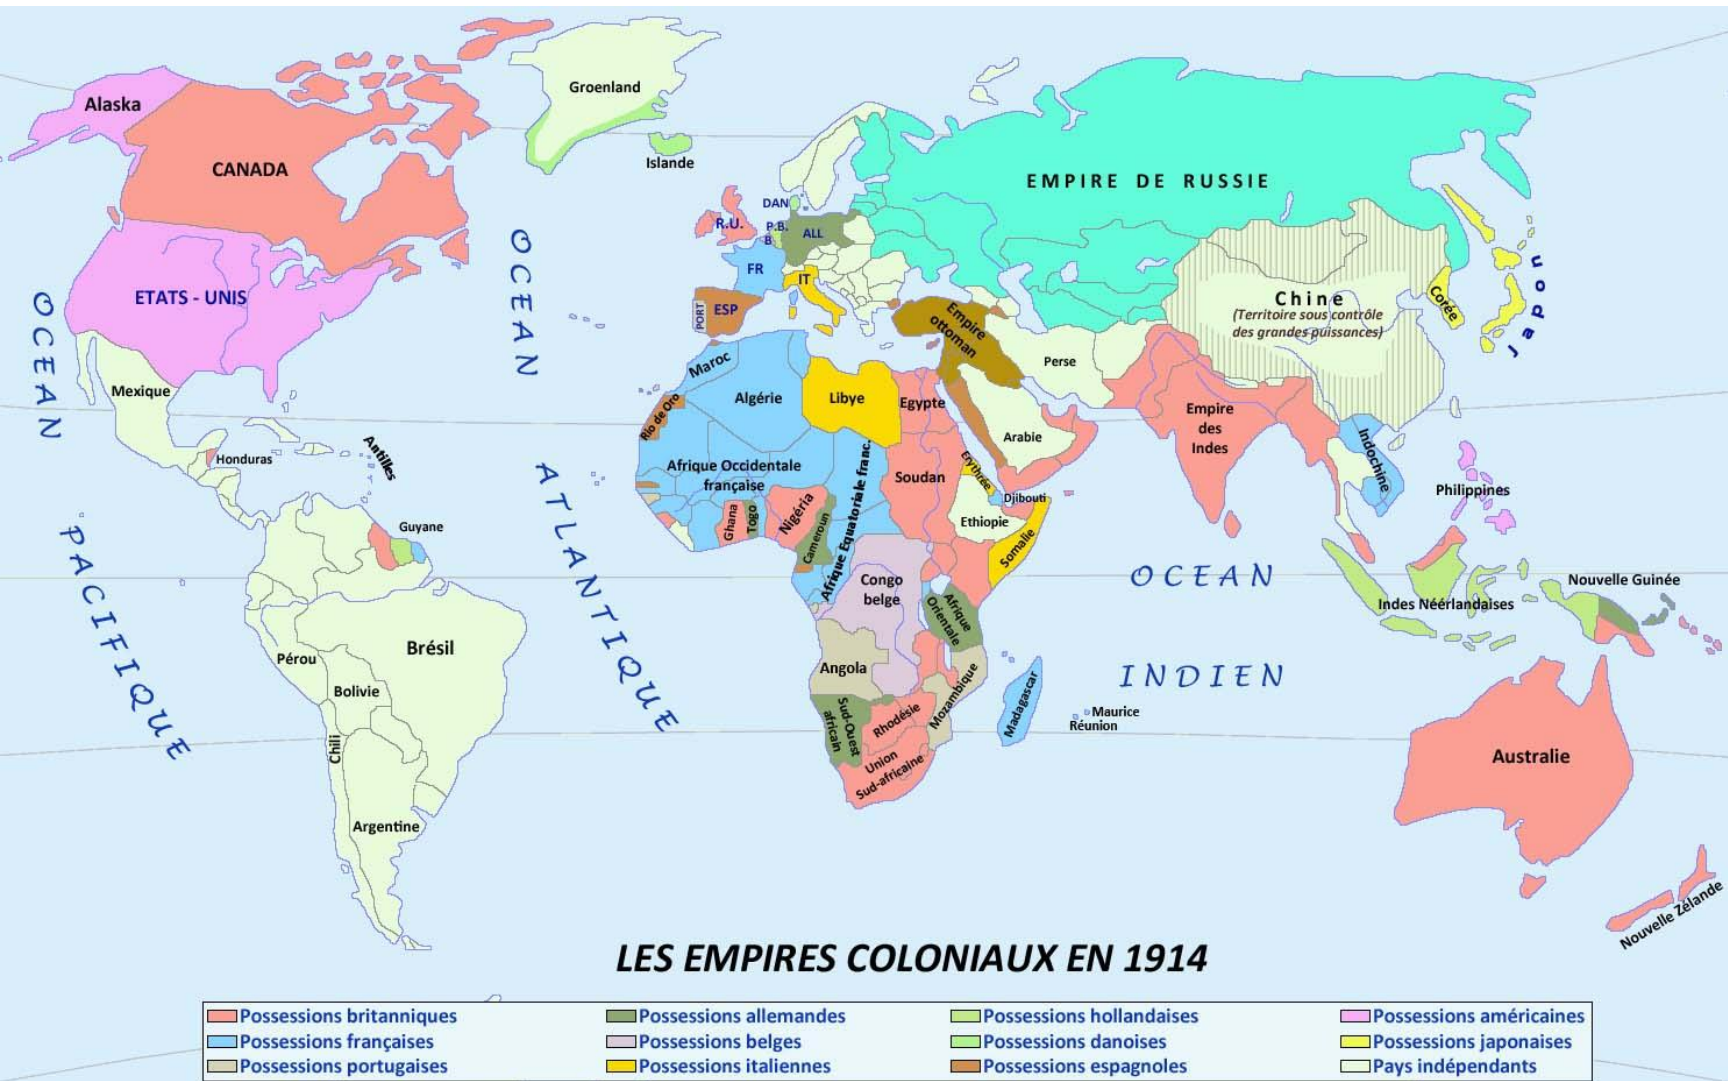 Groenland
Alaska
CANADA
Islande
EMPIRE DE RUSSIE
DAN
R.U.
P.B.
B
ALL
FR
IT
PORT
ESP
ETATS - UNIS
OCEAN
PACIFIQUE
OCEAN
ATLANTIQUE
Empire
ottoman
Chine
(Territoire sous contrôle
des grandes puissances)
Corée
Japon
Mexique
Maroc
Algérie
Libye
Egypte
Perse
Empire
des
Indes
Rio de Oro
Arabie
Honduras
Antilles
Afrique Occidentale
française
Afrique Equatoriale franc.
Soudan
Erythrée
Djibouti
Indochine
Philippines
Guyane
Ghana
Togo
Nigéria
Cameroun
Ethiopie
Somalie
Congo
belge
Afrique
Orientale
OCEAN
INDIEN
Nouvelle Guinée
Indes Néérlandaises
Brésil
Pérou
Bolivie
Chili
Argentine
Angola
Mozambique
Madagascar
Maurice
Réunion
Sud-Ouest
africain
Rhodésie
Union
Sud-africaine
Australie
Nouvelle Zélande
LES EMPIRES COLONIAUX EN 1914
Possessions britanniques
Possessions allemandes
Possessions hollandaises
Possessions américaines
Possessions françaises
Possessions belges
Possessions danoises
Possessions japonaises
Possessions portugaises
Possessions italiennes
Possessions espagnoles
Pays indépendants